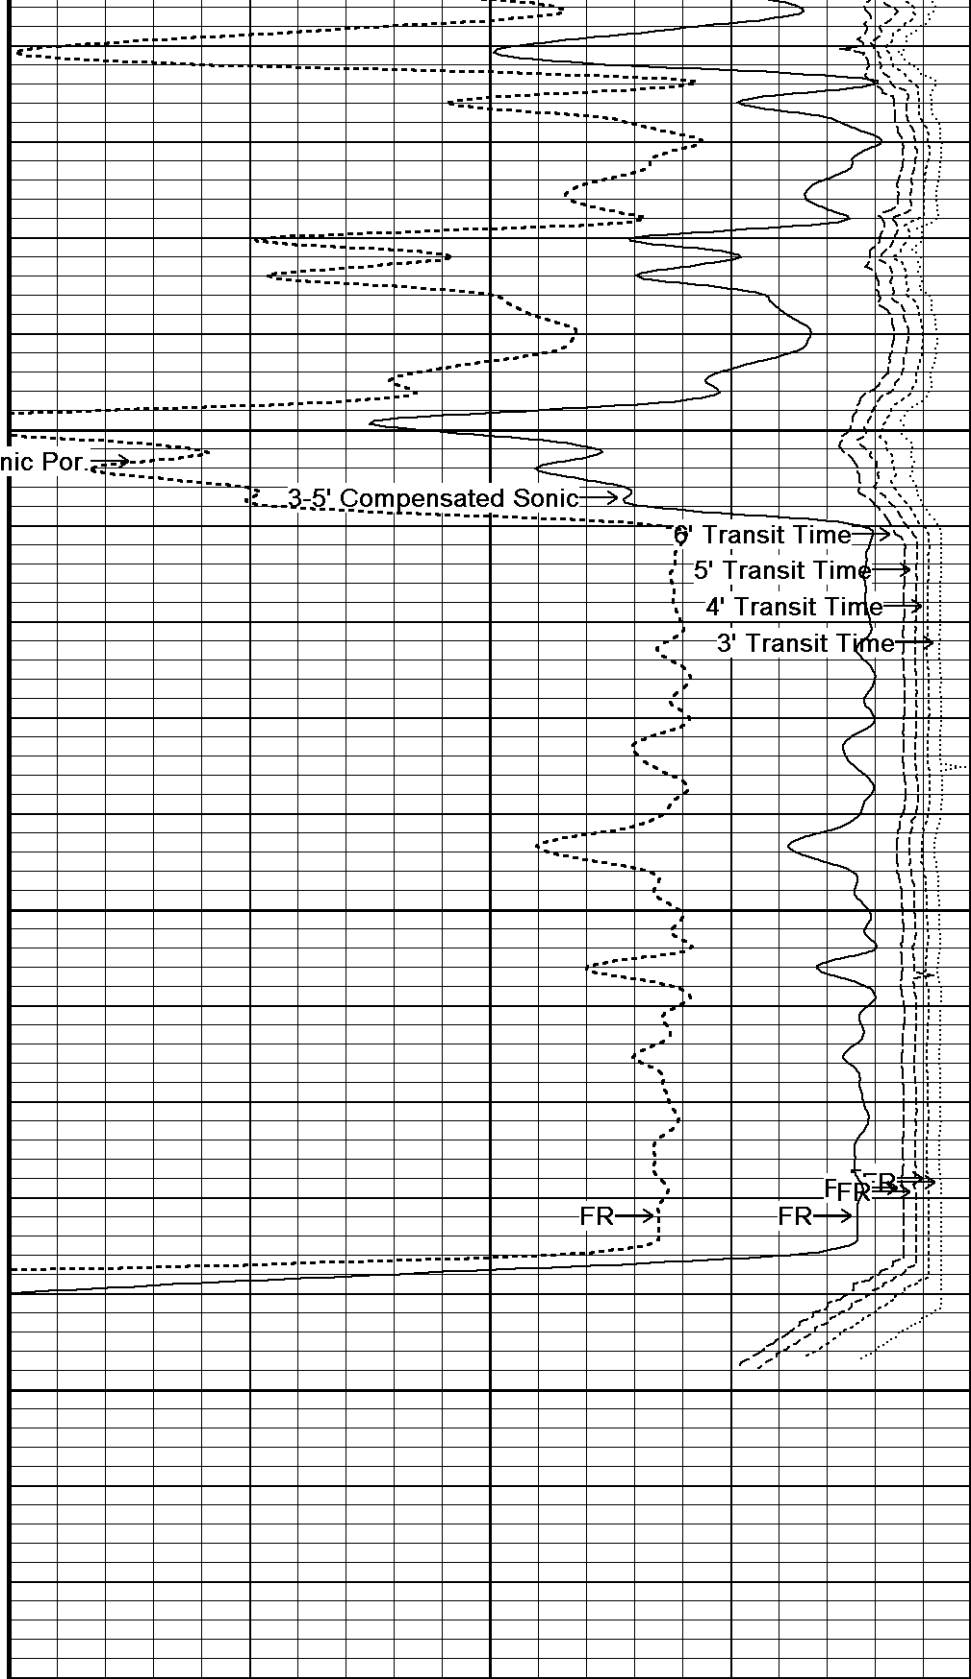 nic Por.
3-5' Compensated Sonic
6' Transit Time
5' Transit Time
4' Transit Time
3' Transit Time
FR
FR
FR
FR